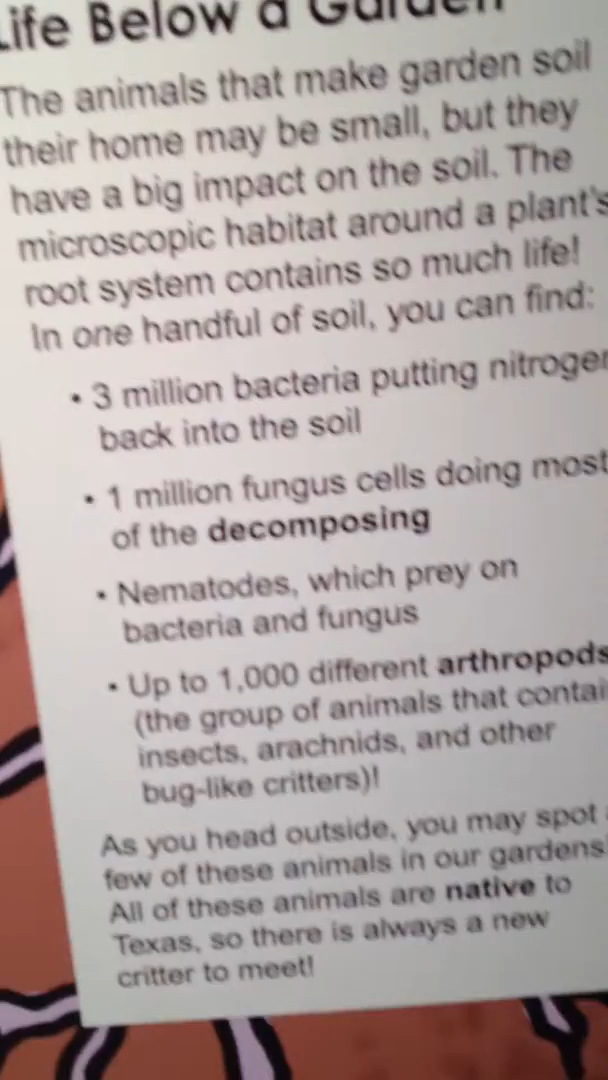 Life Below a Garden
The animals that make garden soil
their home may be small, but they
have a big impact on the soil. The
microscopic habitat around a plant's
root system contains so much life!
In one handful of soil, you can find:
• 3 million bacteria putting nitrogen
back into the soil
• 1 million fungus cells doing most
of the decomposing
• Nematodes, which prey on
bacteria and fungus
• Up to 1,000 different arthropods
(the group of animals that contai
insects, arachnids, and other
bug-like critters)!
As you head outside, you may spot a
few of these animals in our gardens!
All of these animals are native to
Texas, so there is always a new
critter to meet!